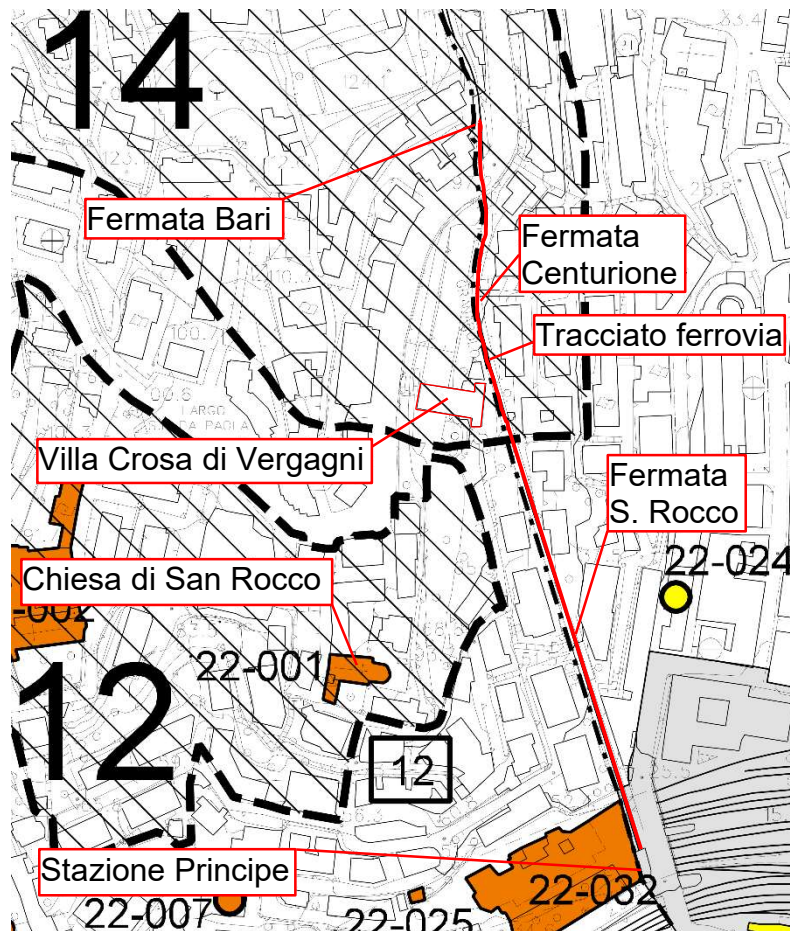 14
Fermata Bari
Fermata
Centurione
Tracciato ferrovia
LARGO
Villa Crosa di Vergagni
Fermata
S. Rocco
22-024
Chiesa di San Rocco
-002
22-001
12
12
Stazione Principe
22-032
22-007
22-025